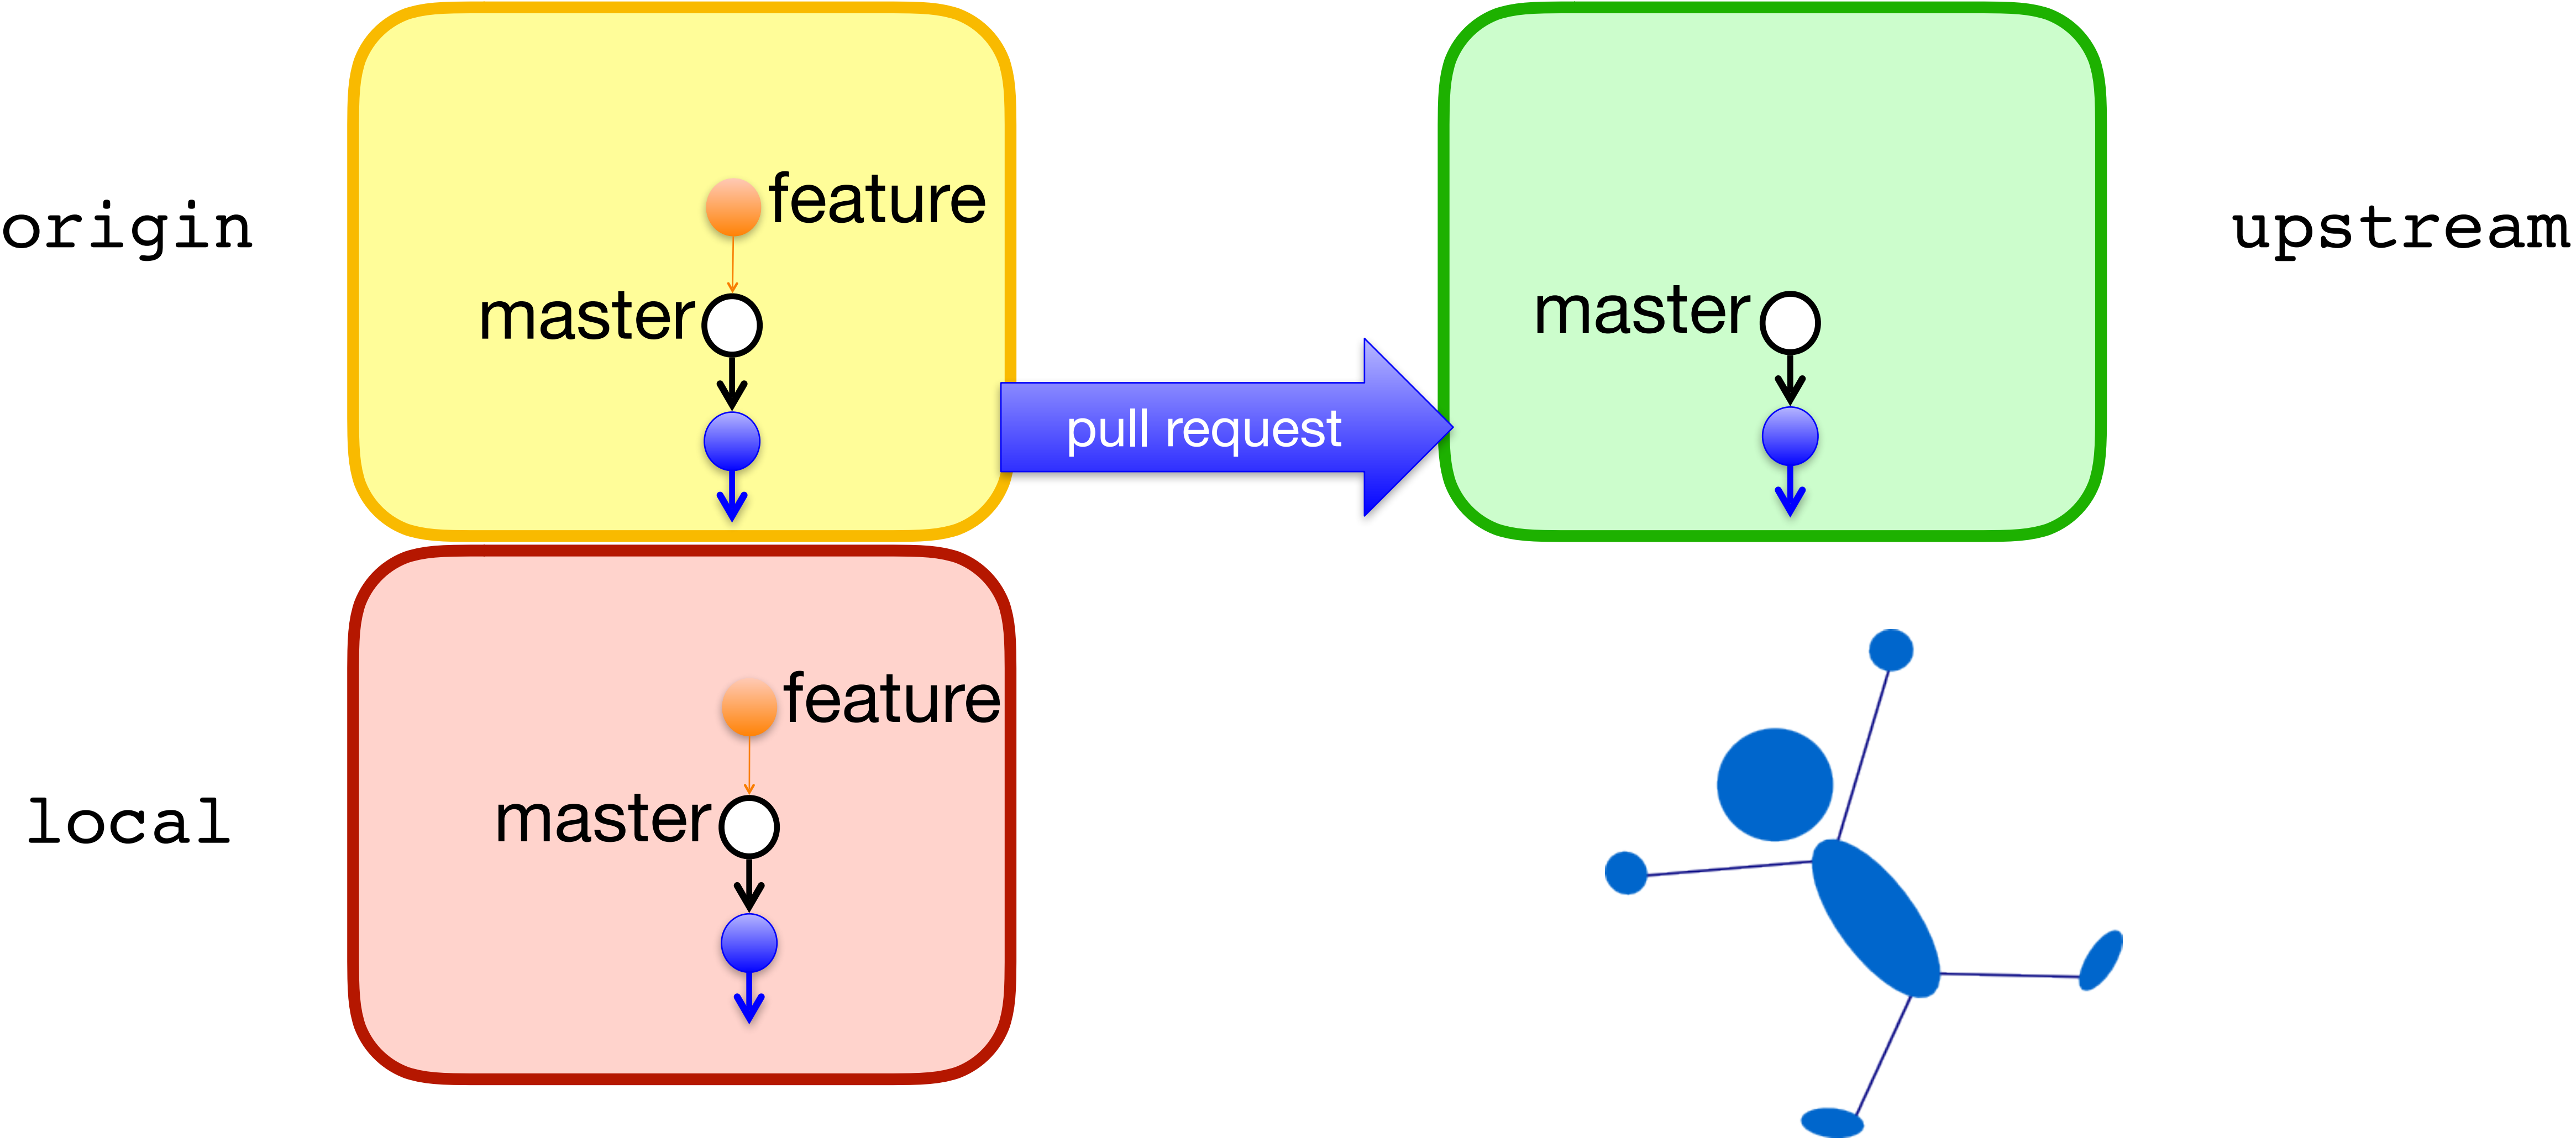 origin
feature
master
pull request
master
upstream
local
feature
master